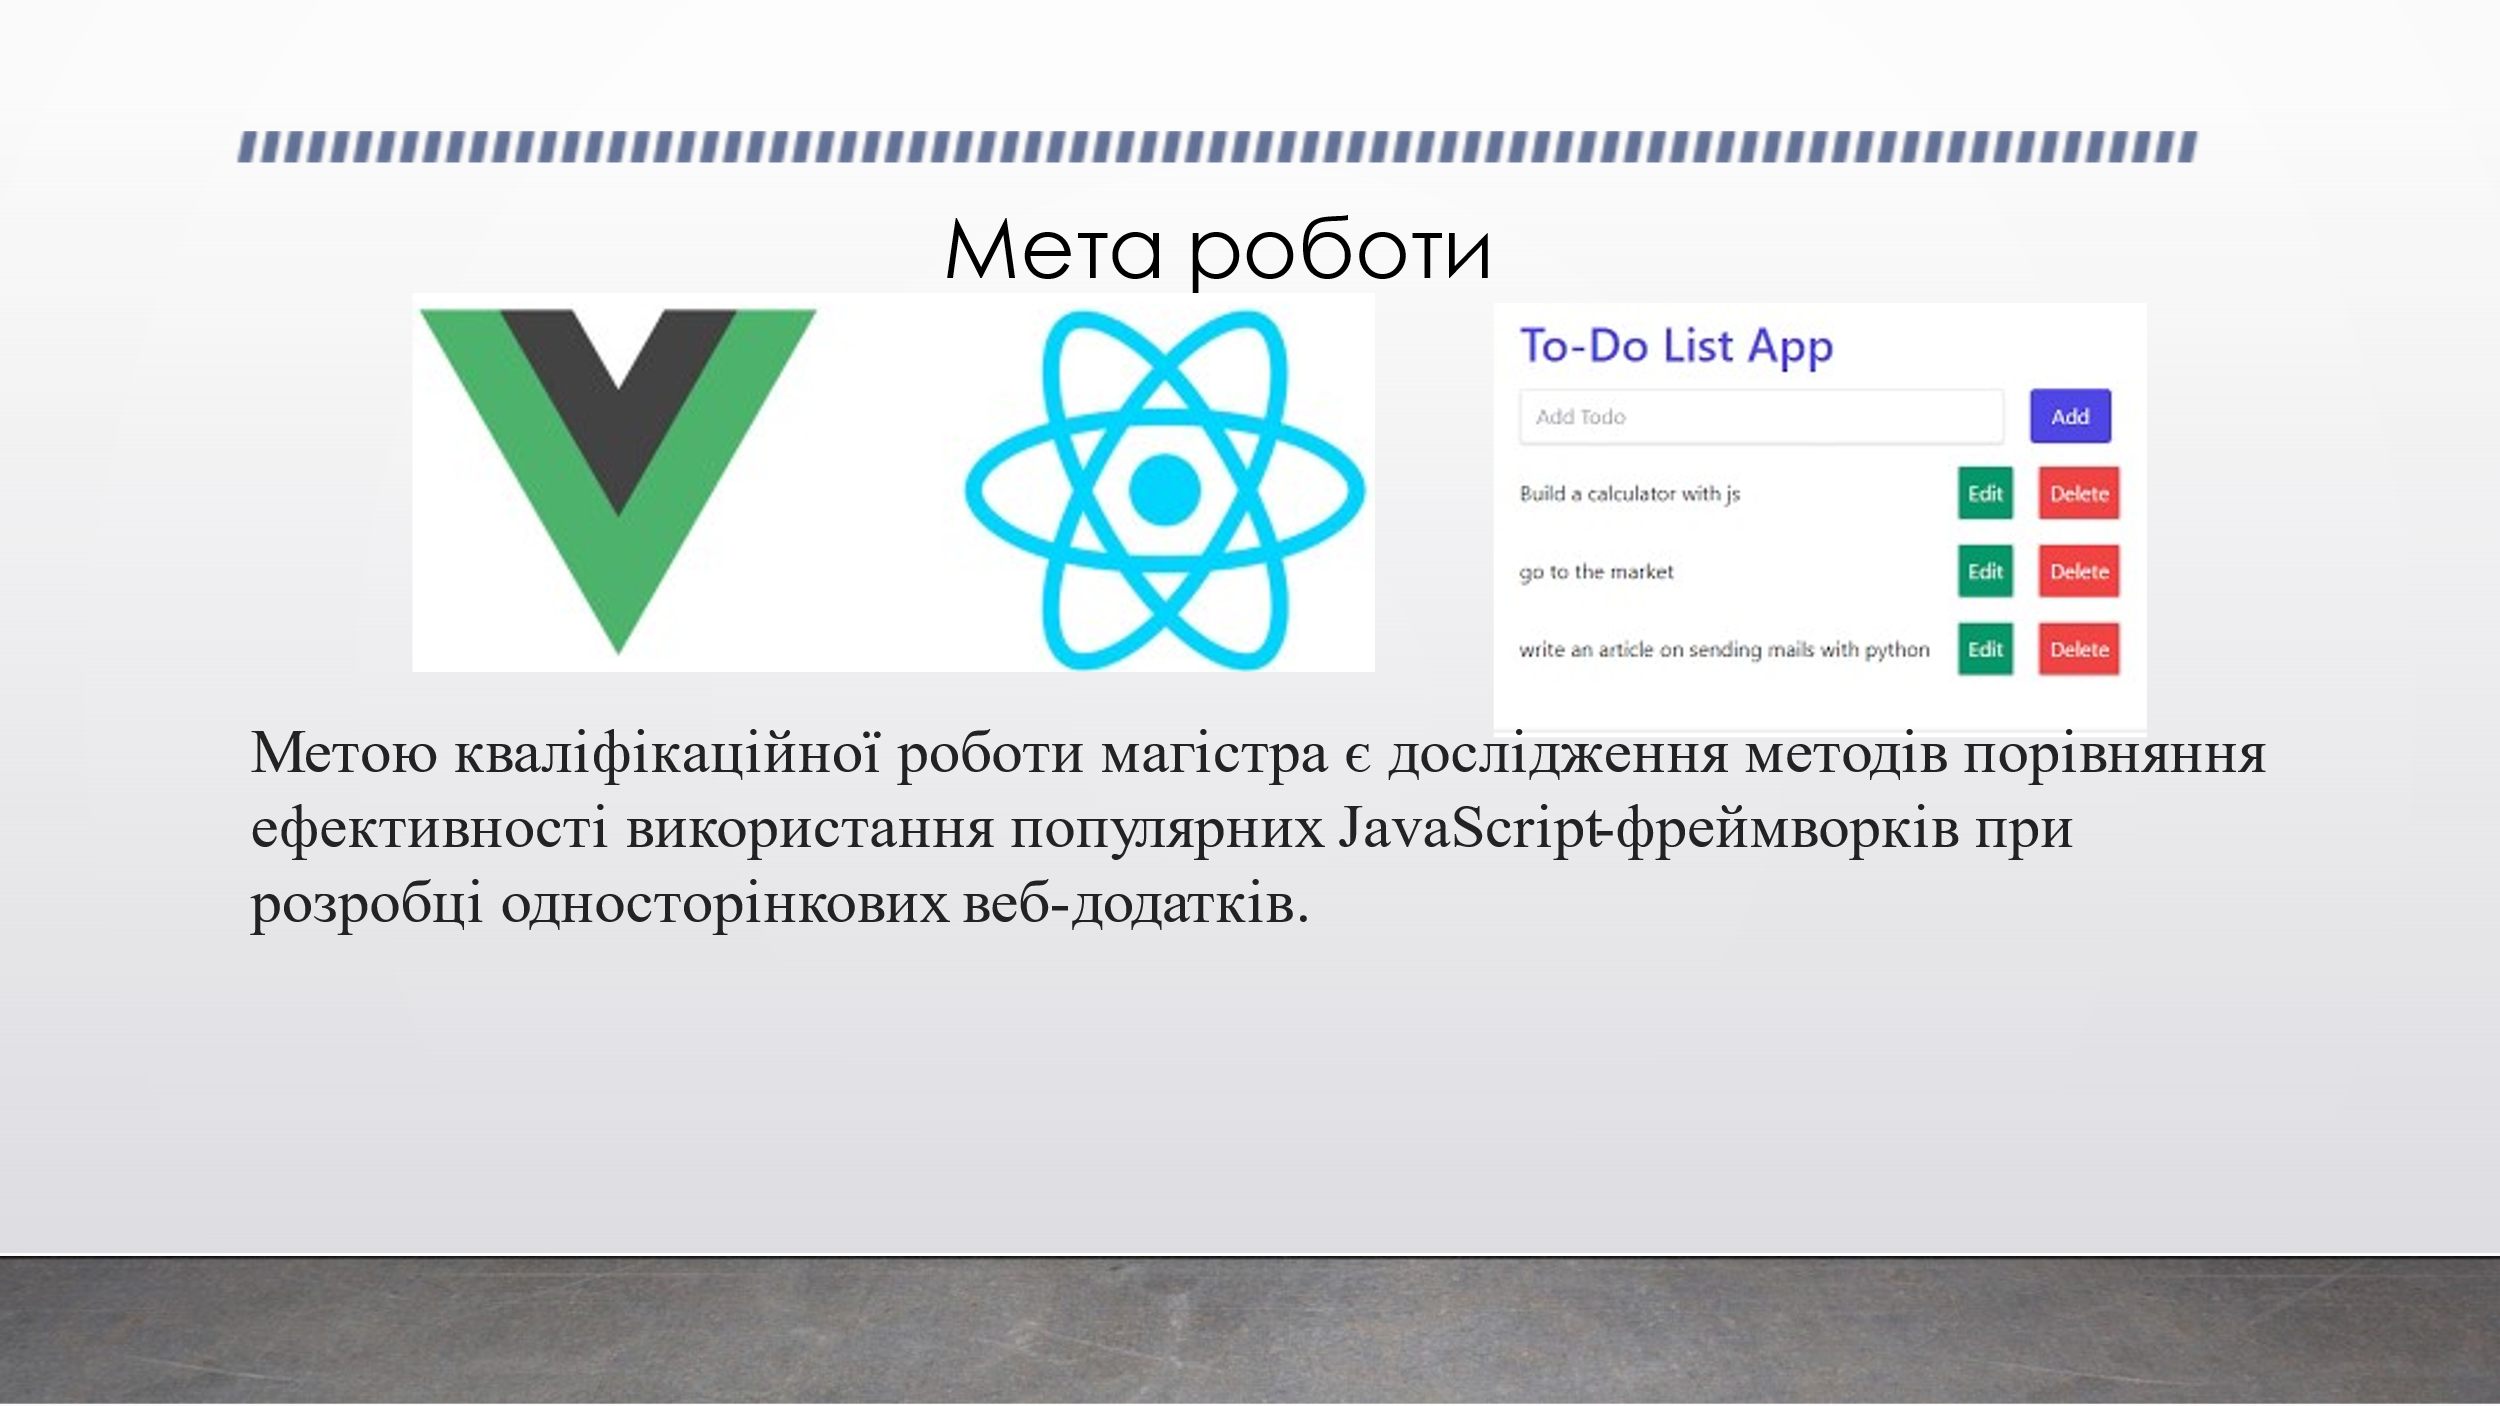 Мета роботи
To-Do List App
Add Todo
Add
Build a calculator with js
Edit
Delete
go to the market
Edit
Delete
write an article on sending mails with python
Edit
Delete
Метою кваліфікаційної роботи магістра є дослідження методів порівняння
ефективності використання популярних JavaScript-фреймворків при
розробці односторінкових веб-додатків.